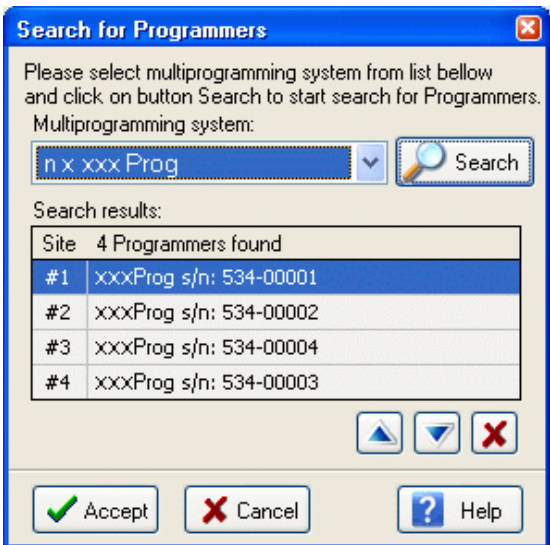 Search for Programmers
Please select multiprogramming system from list bellow
and click on button Search to start search for Programmers.
Multiprogramming system:
n x xxx Prog
Search
Search results:
Site 4 Programmers found
#1 xxxProg s/n: 534-00001
#2 xxxProg s/n: 534-00002
#3 xxxProg s/n: 534-00004
#4 xxxProg s/n: 534-00003
Accept Cancel ? Help